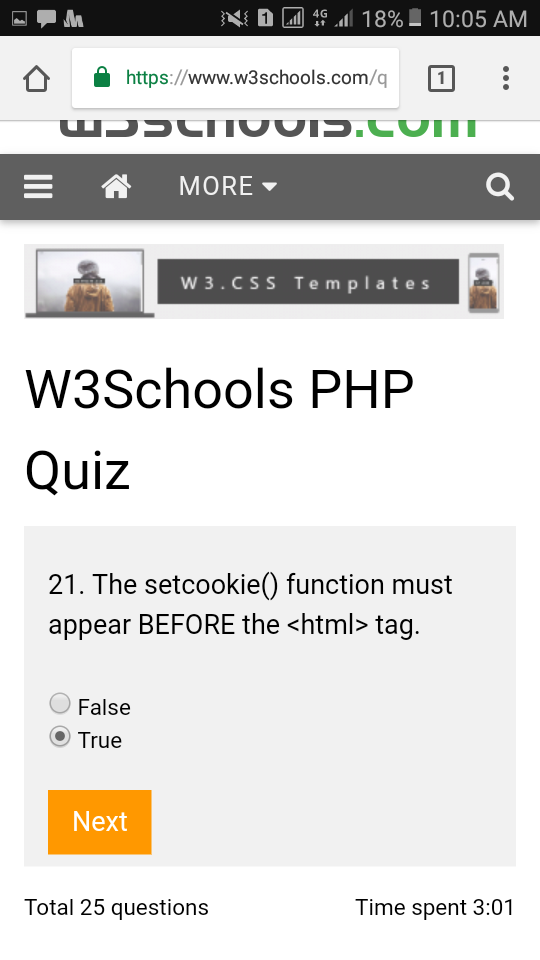 1 4G 18% 10:05 AM
https://www.w3schools.com/q 1
w3schools.com
MORE
W3.CSS Templates
W3Schools PHP
Quiz
21. The setcookie() function must
appear BEFORE the <html> tag.
False
True
Next
Total 25 questions Time spent 3:01